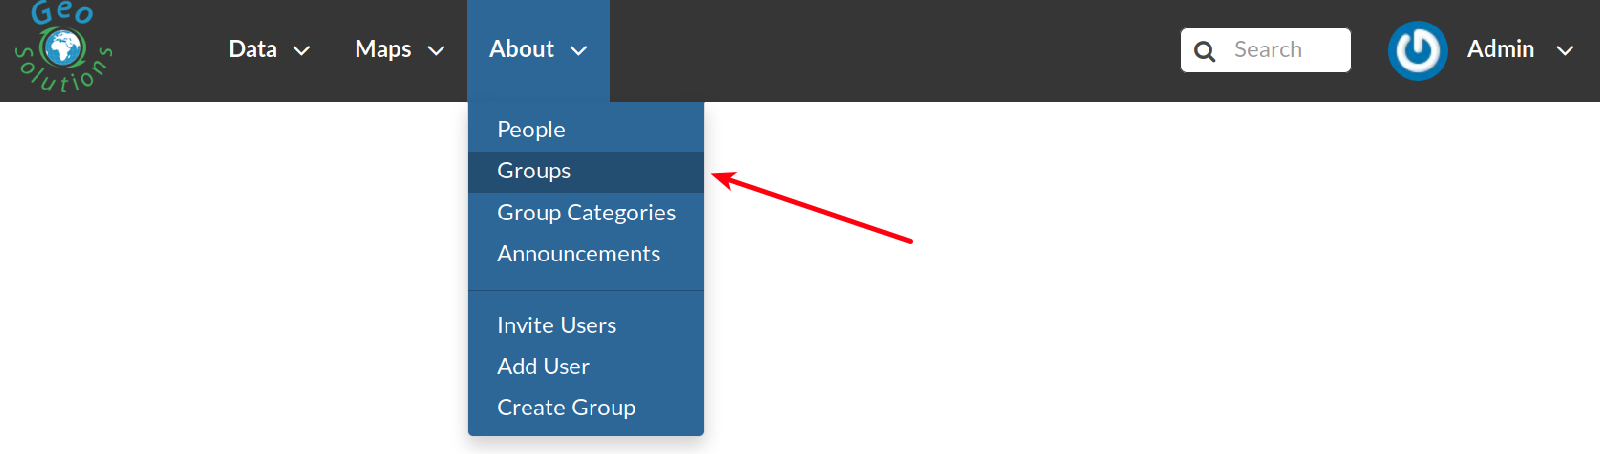 Geo
Solutions
Data
Maps
About
Search
Admin
People
Groups
Group Categories
Announcements
Invite Users
Add User
Create Group